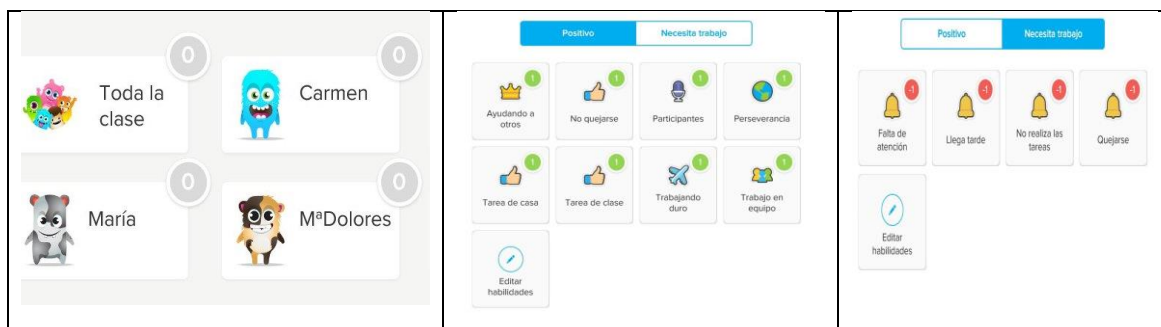 0
0
Toda la
clase
Carmen
0
0
María
MªDolores
Positivo
Necesita trabajo
1
1
1
1
Ayudando a
otros
No quejarse
Participantes
Perseverancia
1
1
1
1
Tarea de casa
Tarea de clase
Trabajando
duro
Trabajo en
equipo
Editar
habilidades
Positivo
Necesita trabajo
-1
-1
-1
-1
Falta de
atención
Llega tarde
No realiza las
tareas
Quejarse
Editar
habilidades